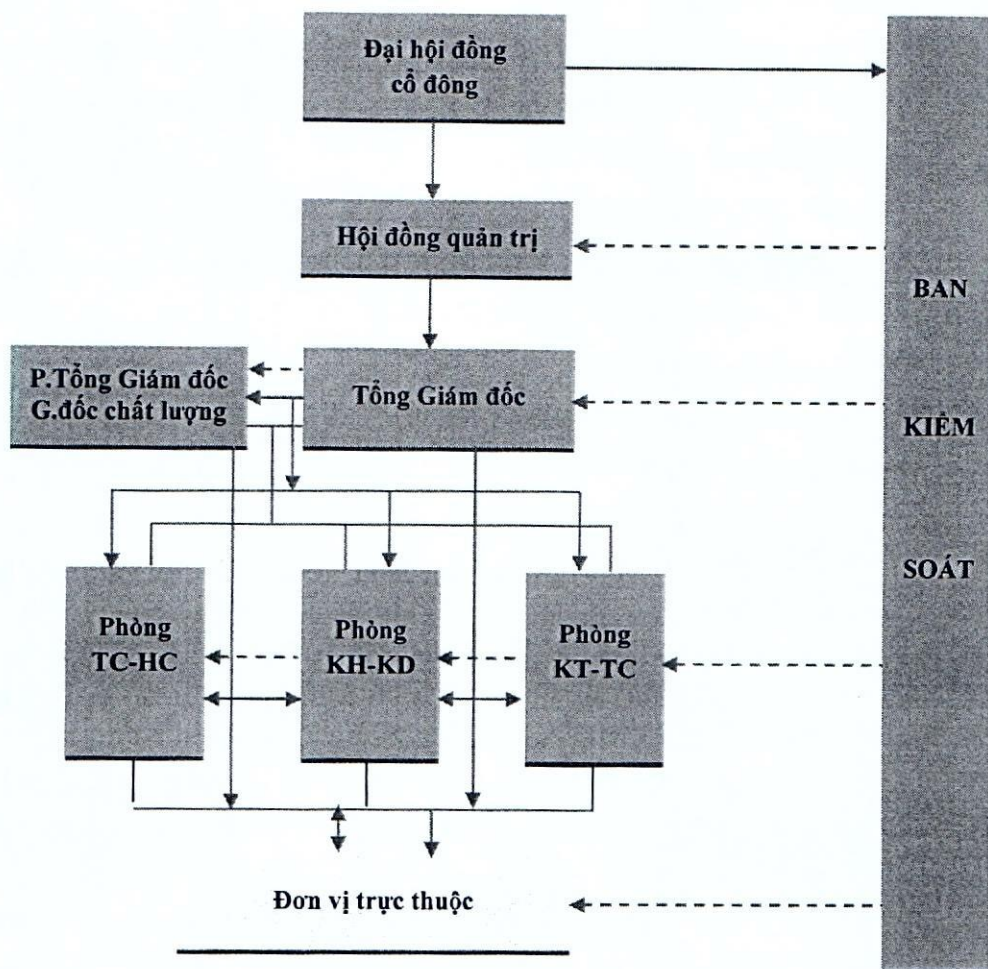 Đại hội đồng
cổ đông
Hội đồng quản trị
BAN
P.Tổng Giám đốc
G.đốc chất lượng
Tổng Giám đốc
KIỂM
SOÁT
Phòng
TC-HC
Phòng
KH-KD
Phòng
KT-TC
Đơn vị trực thuộc